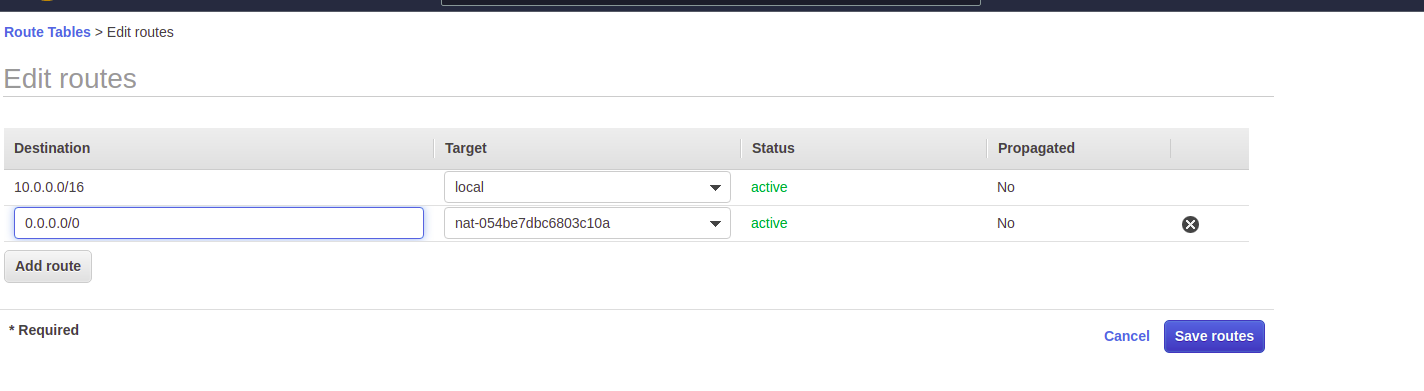 Route Tables > Edit routes
Edit routes
Destination Target Status Propagated
10.0.0.0/16 local active No
0.0.0.0/0 nat-054be7dbc6803c10a active No
Add route
* Required
Cancel Save routes